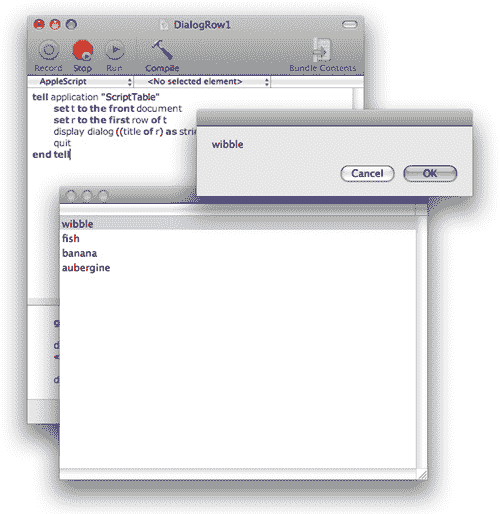 DialogRow1
Record Stop Run Compile Bundle Contents
AppleScript <No selected element>
tell application "ScriptTable"
set t to the front document
set r to the first row of t
display dialog ((title of r) as strin
quit
end tell
wibble
Cancel OK
wibble
fish
banana
aubergine